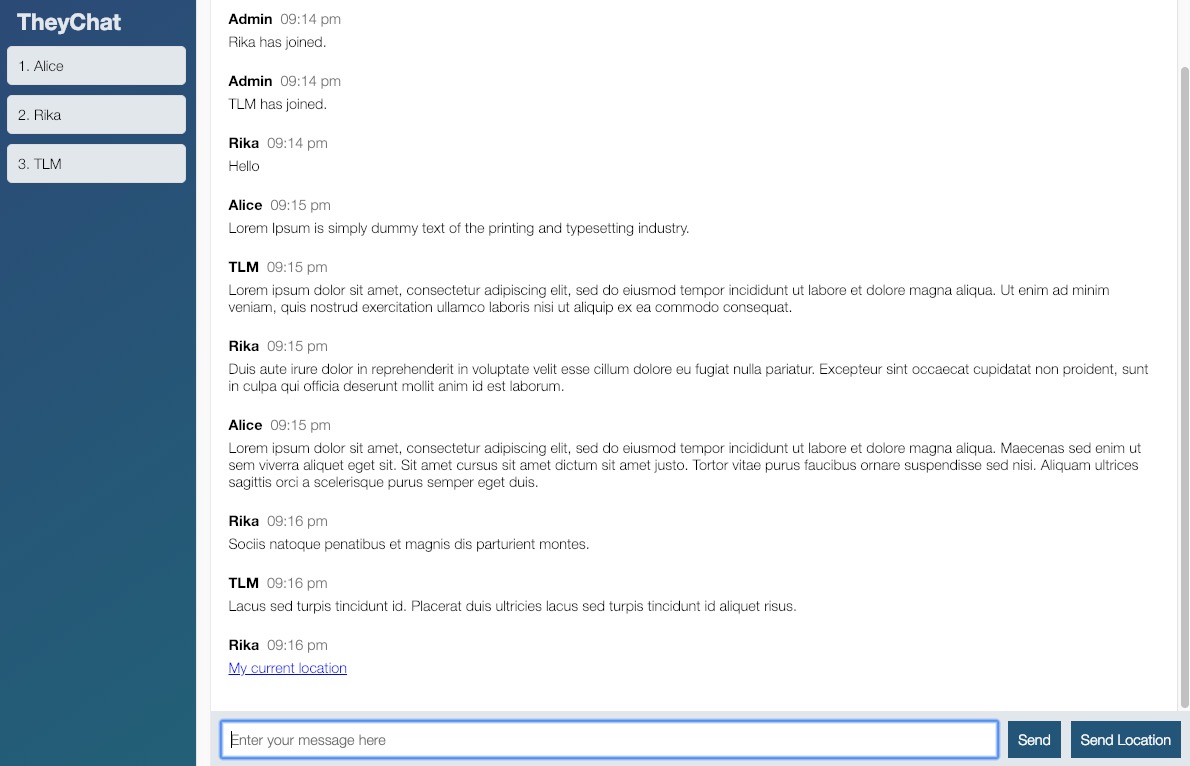 TheyChat
1. Alice
2. Rika
3. TLM
Admin 09:14 pm
Rika has joined.
Admin 09:14 pm
TLM has joined.
Rika 09:14 pm
Hello
Alice 09:15 pm
Lorem Ipsum is simply dummy text of the printing and typesetting industry.
TLM 09:15 pm
Lorem ipsum dolor sit amet, consectetur adipiscing elit, sed do eiusmod tempor incididunt ut labore et dolore magna aliqua. Ut enim ad minim
veniam, quis nostrud exercitation ullamco laboris nisi ut aliquip ex ea commodo consequat.
Rika 09:15 pm
Duis aute irure dolor in reprehenderit in voluptate velit esse cillum dolore eu fugiat nulla pariatur. Excepteur sint occaecat cupidatat non proident, sunt
in culpa qui officia deserunt mollit anim id est laborum.
Alice 09:15 pm
Lorem ipsum dolor sit amet, consectetur adipiscing elit, sed do eiusmod tempor incididunt ut labore et dolore magna aliqua. Maecenas sed enim ut
sem viverra aliquet eget sit. Sit amet cursus sit amet dictum sit amet justo. Tortor vitae purus faucibus ornare suspendisse sed nisi. Aliquam ultrices
sagittis orci a scelerisque purus semper eget duis.
Rika 09:16 pm
Sociis natoque penatibus et magnis dis parturient montes.
TLM 09:16 pm
Lacus sed turpis tincidunt id. Placerat duis ultricies lacus sed turpis tincidunt id aliquet risus.
Rika 09:16 pm
My current location
Enter your message here
Send
Send Location